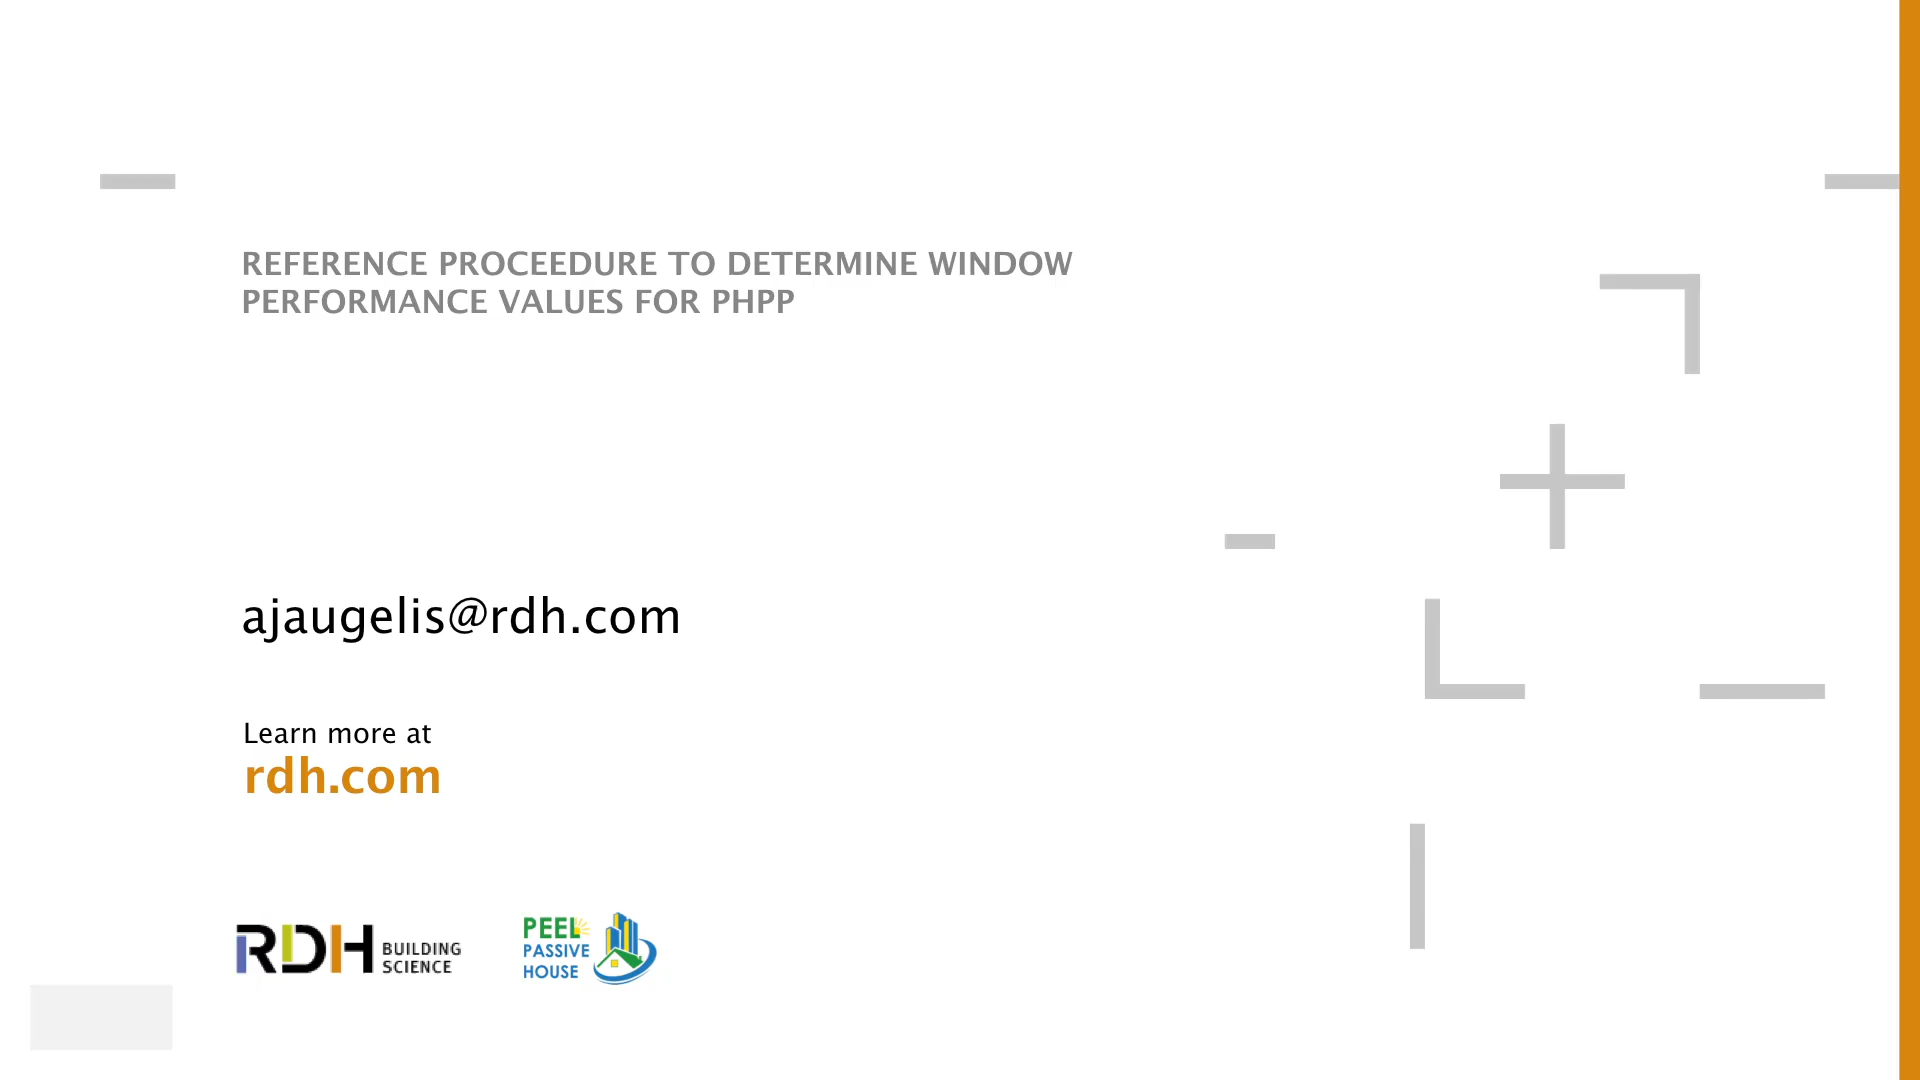 REFERENCE PROCEEDURE TO DETERMINE WINDOW
PERFORMANCE VALUES FOR PHPP
ajaugelis@rdh.com
Learn more at
rdh.com
RDH BUILDING
SCIENCE
PEEL
PASSIVE
HOUSE